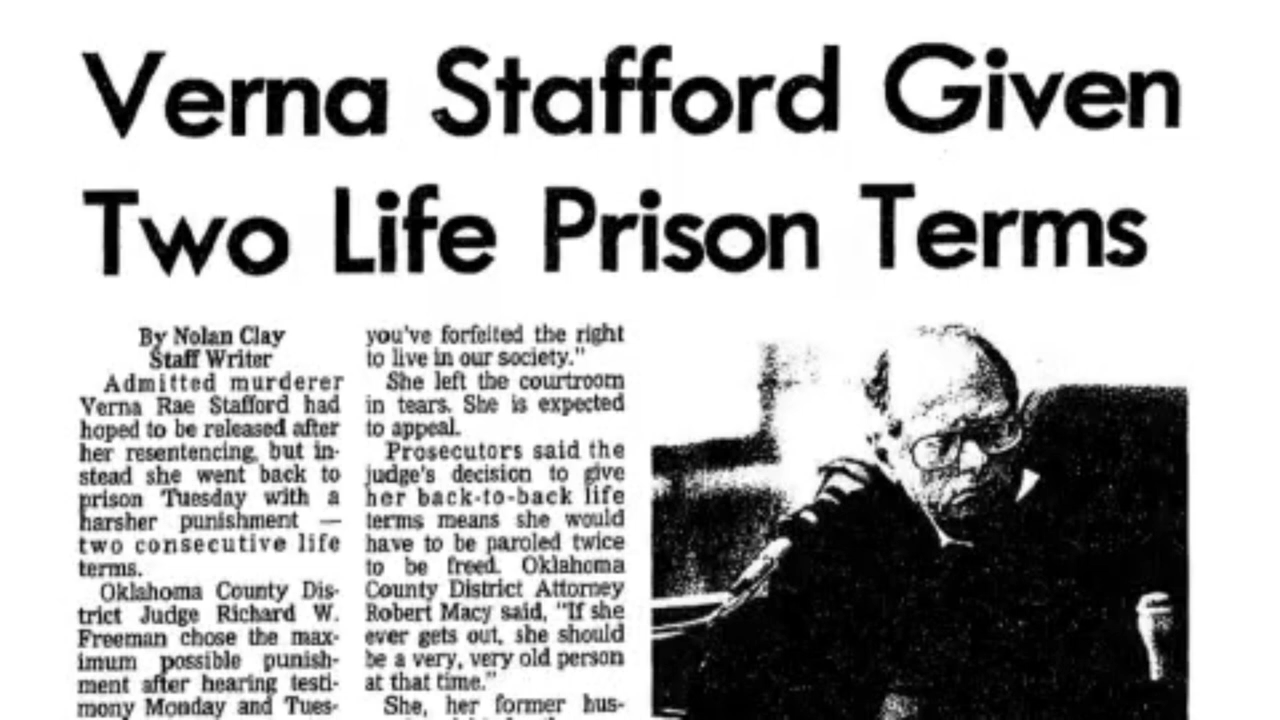 Verna Stafford Given
Two Life Prison Terms
By Nolan Clay
Staff Writer
Admitted murderer
Verna Rae Stafford had
hoped to be released after
her resentencing, but in-
stead she went back to
prison Tuesday with a
harsher punishment —
two consecutive life
terms.
Oklahoma County Dis-
trict Judge Richard W.
Freeman chose the max-
imum possible punish-
ment after hearing testi-
mony Monday and Tues-
you've forfeited the right
to live in our society."
She left the courtroom
in tears. She is expected
to appeal.
Prosecutors said the
judge's decision to give
her back-to-back life
terms means she would
have to be paroled twice
to be freed. Oklahoma
County District Attorney
Robert Macy said, "If she
ever gets out, she should
be a very, very old person
at that time."
She, her former hus-